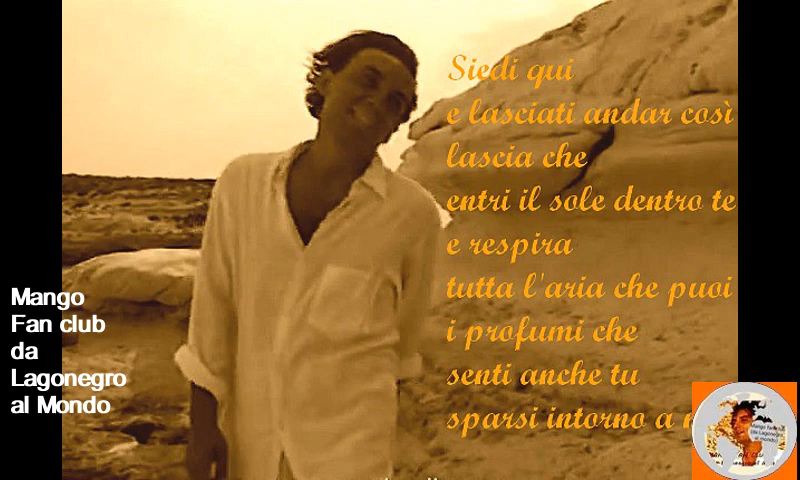 Siedi qui
e lasciati andar così
lascia che
entri il sole dentro te
e respira
tutta l'aria che puoi
i profumi che
senti anche tu
sparsi intorno a
Mango
Fan club
da
Lagonegro
al Mondo